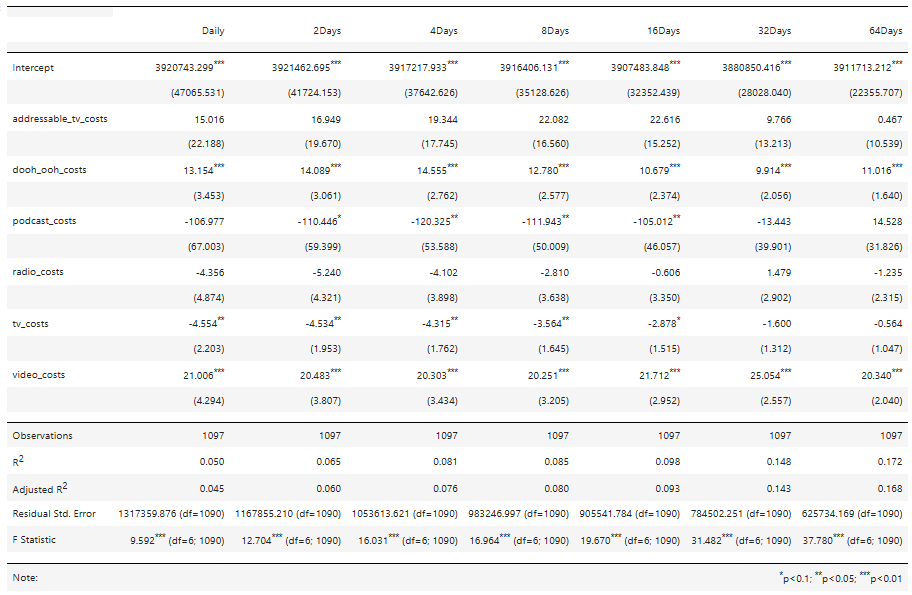 Daily 2Days 4Days 8Days 16Days 32Days 64Days
Intercept 3920743.299*** 3921462.695*** 3917217.933*** 3916406.131*** 3907483.848*** 3880850.416*** 3911713.212***
(47065.531) (41724.153) (37642.626) (35128.626) (32352.439) (28028.040) (22355.707)
addressable_tv_costs 15.016 16.949 19.344 22.082 22.616 9.766 0.467
(22.188) (19.670) (17.745) (16.560) (15.252) (13.213) (10.539)
dooh_ooh_costs 13.154*** 14.089*** 14.555*** 12.780*** 10.679*** 9.914*** 11.016***
(3.453) (3.061) (2.762) (2.577) (2.374) (2.056) (1.640)
podcast_costs -106.977 -110.446* -120.325** -111.943** -105.012** -13.443 14.528
(67.003) (59.399) (53.588) (50.009) (46.057) (39.901) (31.826)
radio_costs -4.356 -5.240 -4.102 -2.810 -0.606 1.479 -1.235
(4.874) (4.321) (3.898) (3.638) (3.350) (2.902) (2.315)
tv_costs -4.554** -4.534** -4.315** -3.564** -2.878* -1.600 -0.564
(2.203) (1.953) (1.762) (1.645) (1.515) (1.312) (1.047)
video_costs 21.006*** 20.483*** 20.303*** 20.251*** 21.712*** 25.054*** 20.340***
(4.294) (3.807) (3.434) (3.205) (2.952) (2.557) (2.040)
Observations 1097 1097 1097 1097 1097 1097 1097
R2 0.050 0.065 0.081 0.085 0.098 0.148 0.172
Adjusted R2 0.045 0.060 0.076 0.080 0.093 0.143 0.168
Residual Std. Error 1317359.876 (df=1090) 1167855.210 (df=1090) 1053613.621 (df=1090) 983246.997 (df=1090) 905541.784 (df=1090) 784502.251 (df=1090) 625734.169 (df=1090)
F Statistic 9.592*** (df=6; 1090) 12.704*** (df=6; 1090) 16.031*** (df=6; 1090) 16.964*** (df=6; 1090) 19.670*** (df=6; 1090) 31.482*** (df=6; 1090) 37.780*** (df=6; 1090)
Note: *p<0.1; **p<0.05; ***p<0.01